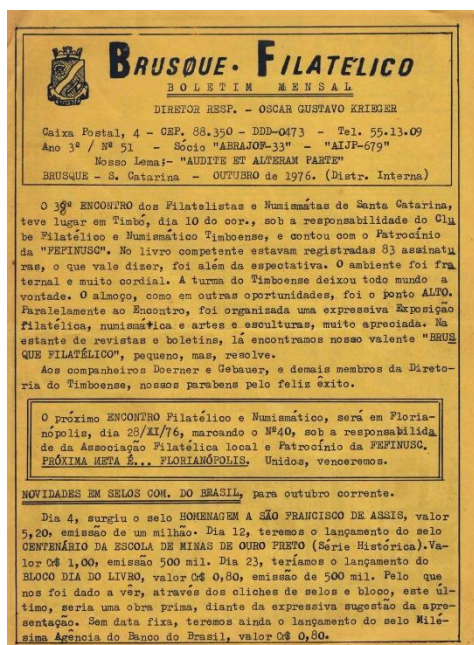 BRUSQUE - FILATÉLICO
BOLETIM MENSAL
DIRETOR RESP. - OSCAR GUSTAVO KRIEGER
Caixa Postal, 4 - CEP. 88.350 - DDD-0473 - Tel. 55.13.09
Ano 3º / Nº 51 - Sócio "ABRAJOF-33" - "AIJP-679"
Nosso Lema;- "AUDITE ET ALTERAM PARTE"
BRUSQUE - S. Catarina - OUTUBRO de 1976. (Distr. Interna)
O 39º ENCONTRO dos Filatelistas e Numismátas de Santa Catarina,
teve lugar em Timbó, dia 10 do cor., sob a responsabilidade do Clu
be Filatélico e Numismático Timboense, e contou com o Patrocínio
da "FEPINUSC". No livro competente estavam registradas 83 assinatu
ras, o que vale dizer, foi além da espectativa. O ambiente foi fra
ternal e muito cordial. A turma do Timboense deixou todo mundo a
vontade. O almoço, como em outras oportunidades, foi o ponto ALTO.
Paralelamente ao Encontro, foi organizada uma expressiva Exposição
filatélica, numismática e artes e esculturas, muito apreciada. Na
estante de revistas e boletins, lá encontramos nosso valente "BRUS
QUE FILATÉLICO", pequeno, mas, resolve.
Aos companheiros Doerner e Gebauer, e demais membros da Direto-
ria do Timboense, nossos parabens pelo feliz êxito.
O próximo ENCONTRO Filatélico e Numismático, será em Floria-
nópolis, dia 28/XI/76, marcando o Nº40, sob a responsabilida
de da Associação Filatélica local e Patrocínio da FEFINUSC.
PRÓXIMA META É... FLORIANÓPOLIS. Unidos, venceremos.
NOVIDADES EM SELOS COM. DO BRASIL, para outubro corrente.
Dia 4, surgiu o selo HOMENAGEM A SÃO FRANCISCO DE ASSIS, valor
5,20, emissão de um milhão. Dia 12, teremos o lançamento do selo
CENTENÁRIO DA ESCOLA DE MINAS DE OURO PRETO (Série Histórica).Va-
lor Cr$ 1,00, emissão 500 mil. Dia 23, teríamos o lançamento do
BLOCO DIA DO LIVRO, valor Cr$ 0,80, emissão de 500 mil. Pelo que
nos foi dado a vêr, através dos cliches de selos e bloco, este úl-
timo, seria uma obra prima, diante da expressiva sugestão da apre-
sentação. Sem data fixa, teremos ainda o lançamento do selo Milé-
sima Agência do Banco do Brasil, valor Cr$ 0,80.